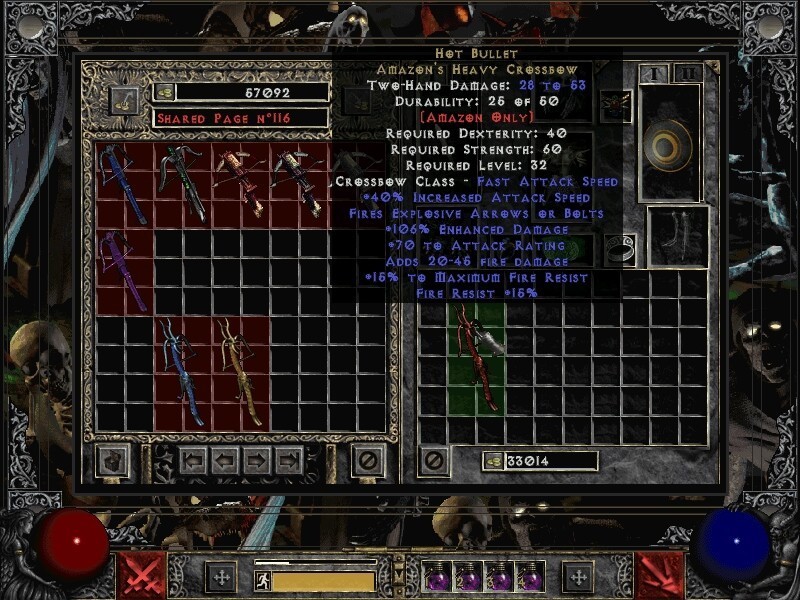 Hot Bullet
Amazon's Heavy Crossbow
Two-Hand Damage: 28 to 53
Durability: 25 of 50
(Amazon Only)
Required Dexterity: 40
Required Strength: 60
Required Level: 32
Crossbow Class - Fast Attack Speed
+40% Increased Attack Speed
Fires Explosive Arrows or Bolts
+106% Enhanced Damage
+70 to Attack Rating
Adds 20-45 fire damage
+15% to Maximum Fire Resist
Fire Resist +15%
57092
Shared Page n°116
I II
33014